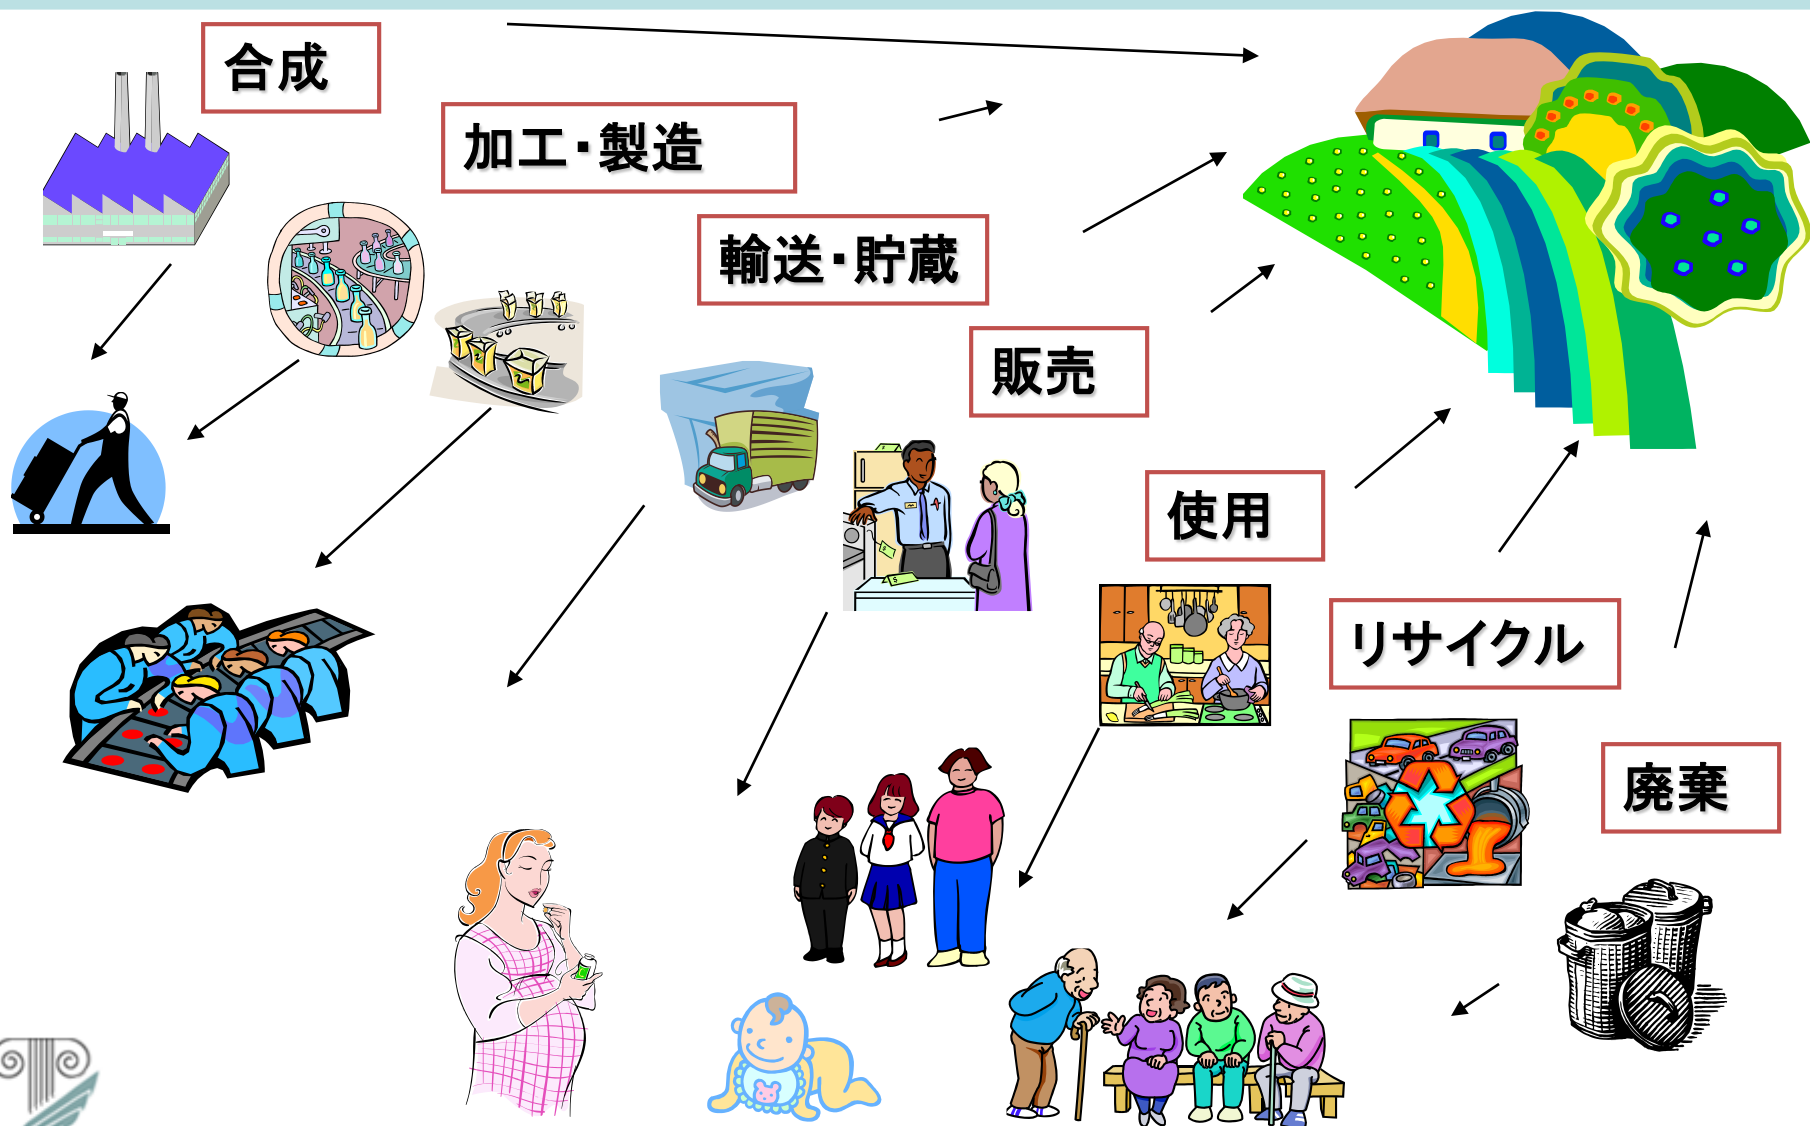 合成
加工・製造
輸送・貯蔵
販売
使用
リサイクル
廃棄